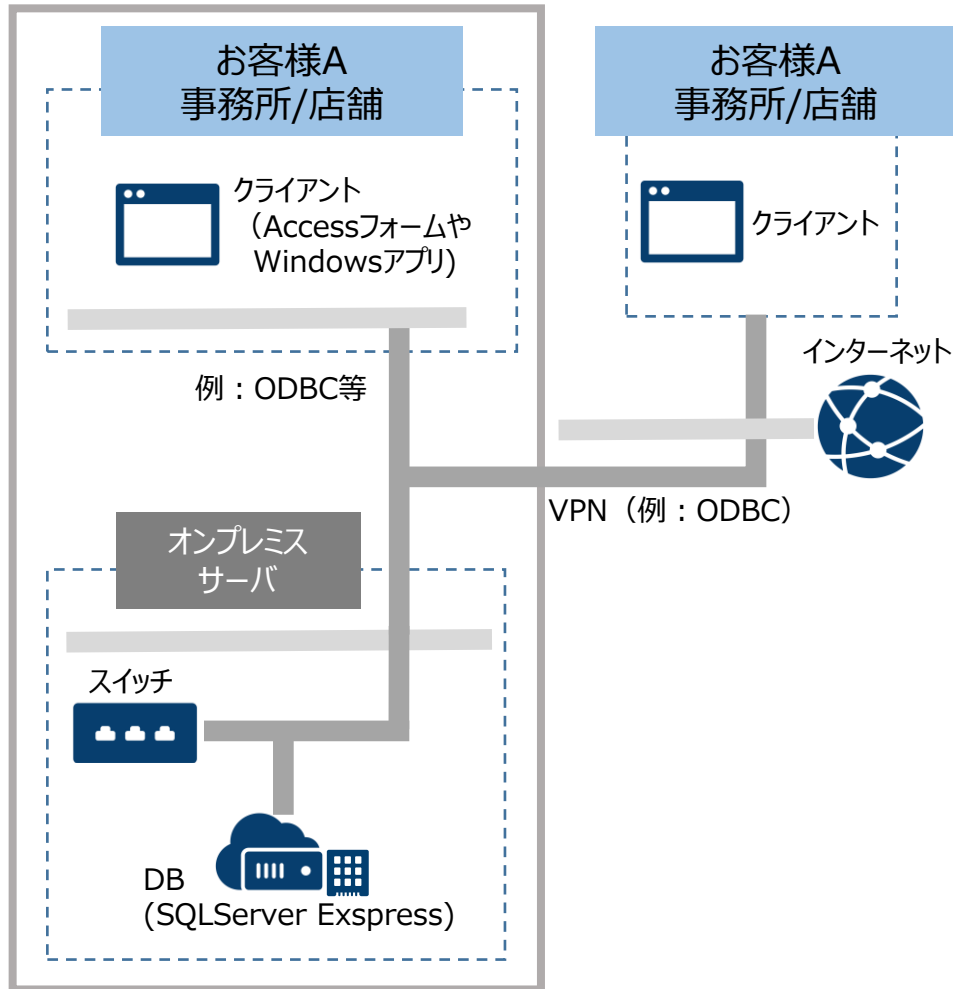 お客様A
事務所/店舗
お客様A
事務所/店舗
クライアント
（Accessフォームや
Windowsアプリ)
クライアント
インターネット
例：ODBC等
VPN（例：ODBC）
オンプレミス
サーバ
スイッチ
DB
(SQLServer Exspress)